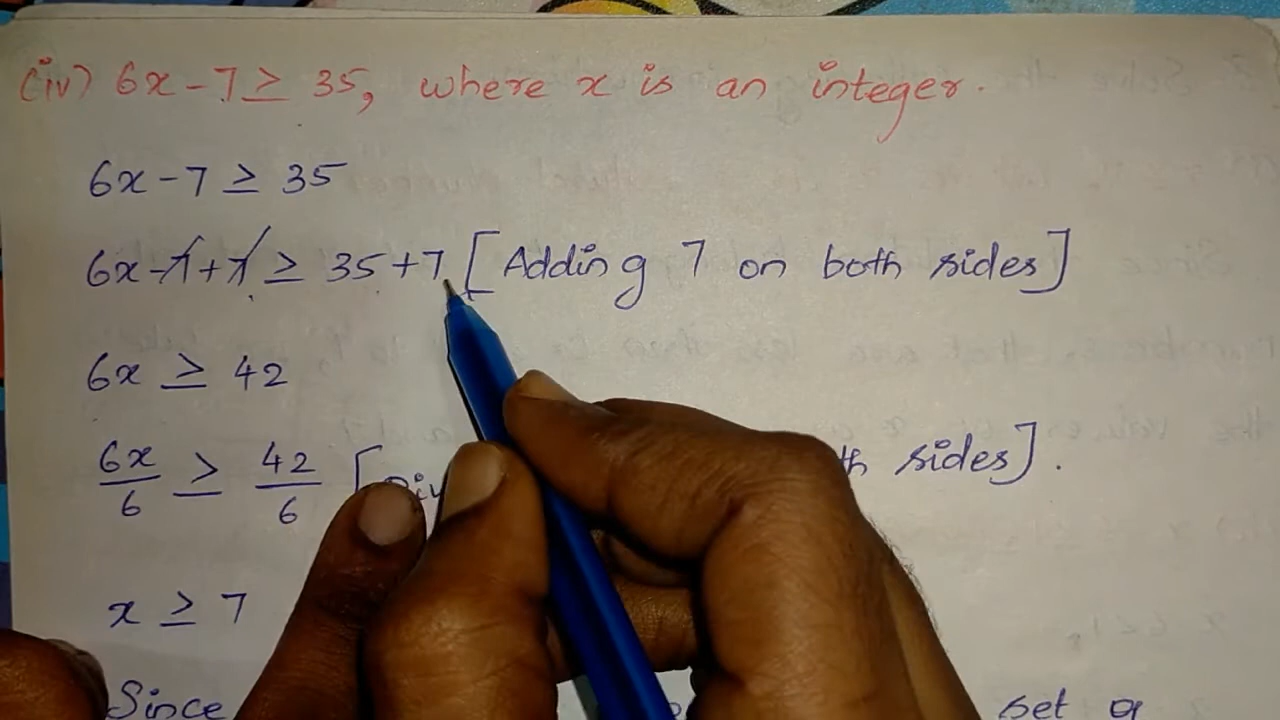 (iv) 6x - 7 ≥ 35, where x is an integer.
6x - 7 ≥ 35
6x - 7 + 7 ≥ 35 + 7 [Adding 7 on both sides]
6x ≥ 42
6x/6 ≥ 42/6 [ sides].
x ≥ 7
Since set of